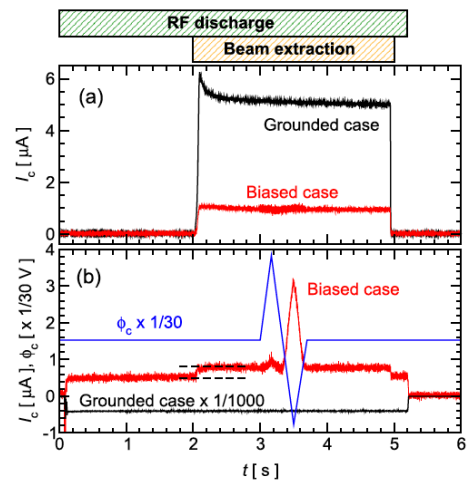 RF discharge
Beam extraction
6
4
2
0
I_c [ μA ]
(a)
Grounded case
Biased case
4
3
2
1
0
-1
I_c [ μA ], ϕ_c [ x 1/30 V ]
(b)
Biased case
ϕ_c x 1/30
Grounded case x 1/1000
0 1 2 3 4 5 6
t [ s ]